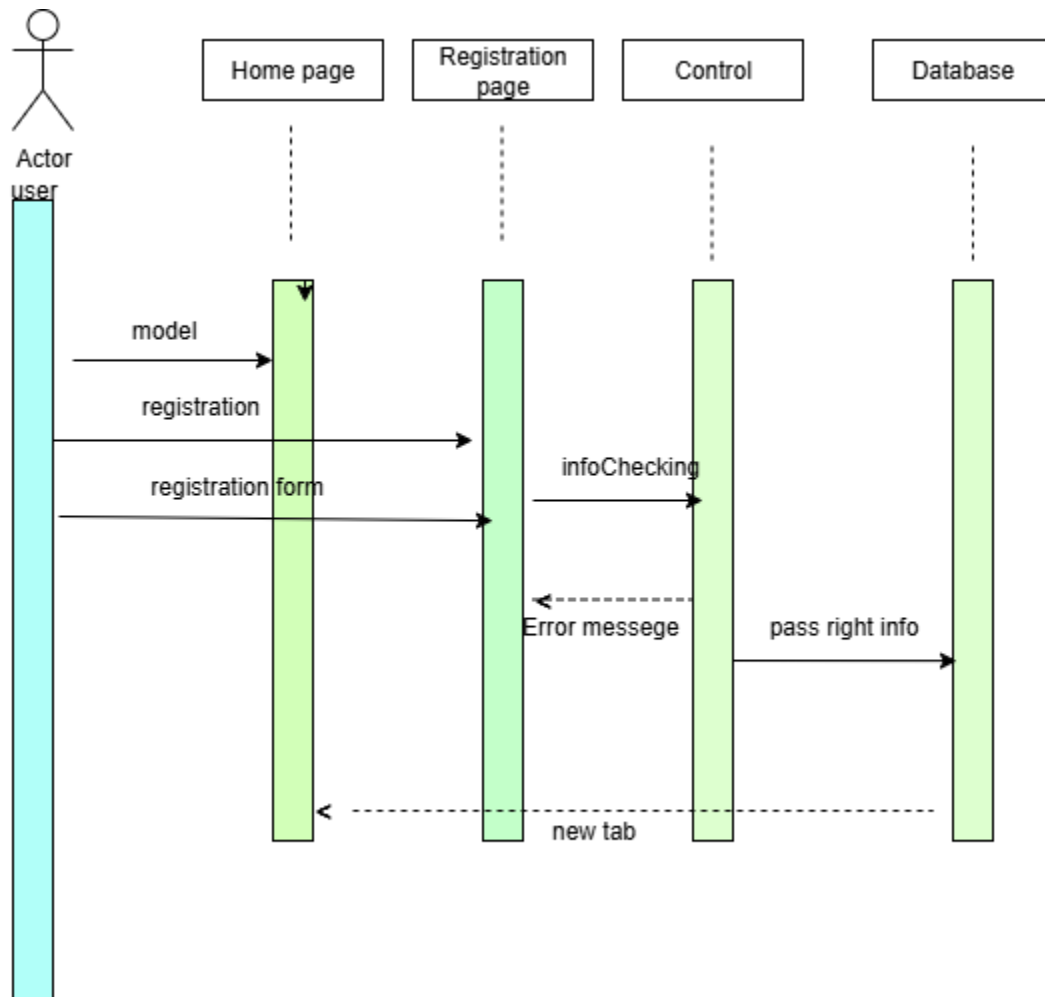 Home page
Registration
page
Control
Database
Actor
user
model
registration
infoChecking
registration form
Error messege
pass right info
new tab